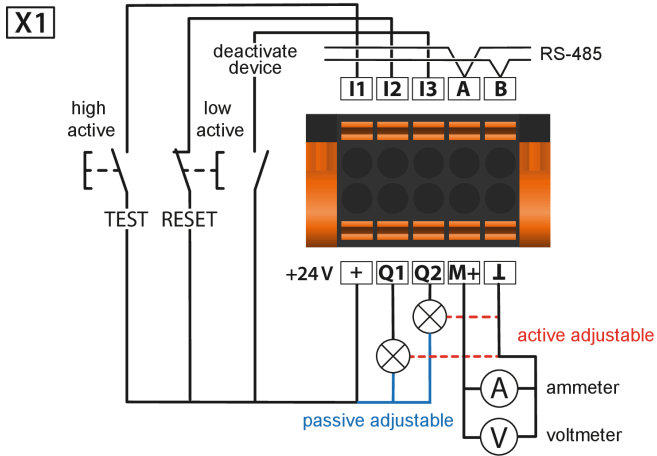 X1
deactivate
device
RS-485
I1 I2 I3 A B
high
active
low
active
TEST RESET
+24 V + Q1 Q2 M+ ⊥
active adjustable
A ammeter
passive adjustable
V voltmeter